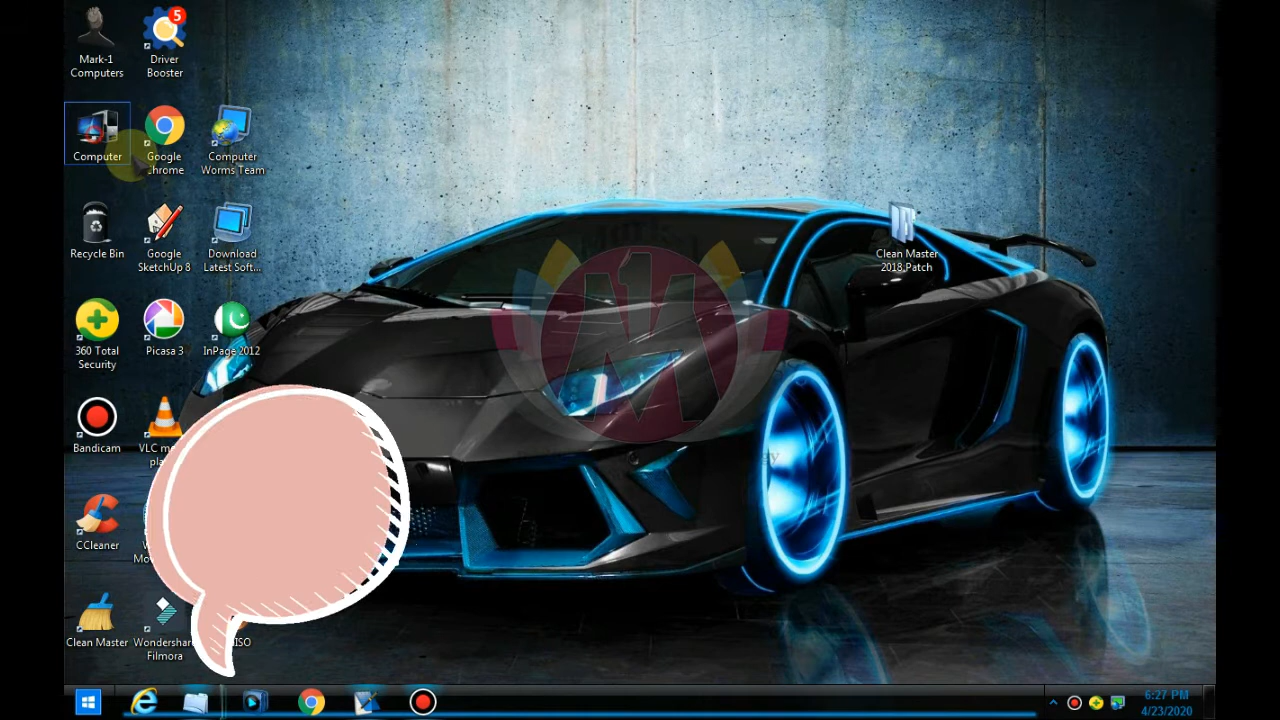 5
Mark-1
Computers
Driver
Booster
Computer
Google
Chrome
Computer
Worms Team
Recycle Bin
Google
SketchUp 8
Download
Latest Soft...
Clean Master
2018.Patch
360 Total
Security
Picasa 3
InPage 2012
Bandicam
VLC
CCleaner
Clean Master
Wondershare
Filmora
ISO
6:27 PM
4/23/2020